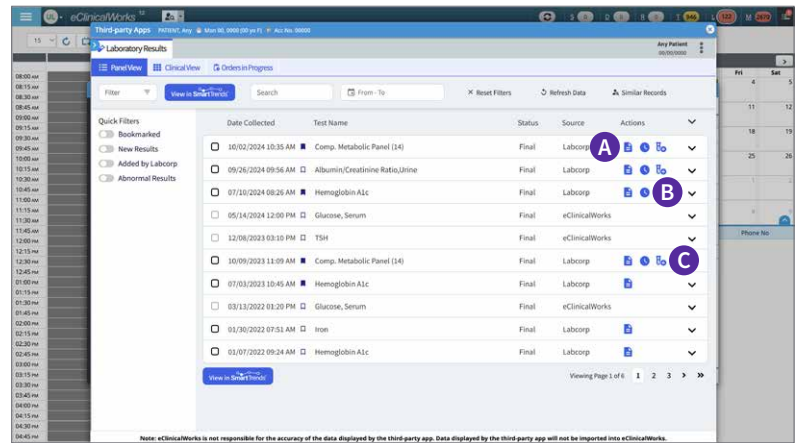 eClinicalWorks
S 0 D 0 R 0 T 946 L 122 M 2870
Third-party Apps PATIENT, Any Mon 00, 0000 (00 yo F) Acc No. 00000
15
Laboratory Results
Any Patient
00/00/0000
Panel View Clinical View Orders in Progress
Filter View in SmartTrends Search From - To Reset Filters Refresh Data Similar Records
Quick Filters
Bookmarked
New Results
Added by Labcorp
Abnormal Results
Date Collected Test Name Status Source Actions
10/02/2024 10:35 AM Comp. Metabolic Panel (14) Final Labcorp A
09/26/2024 09:56 AM Albumin/Creatinine Ratio,Urine Final Labcorp
07/10/2024 08:26 AM Hemoglobin A1c Final Labcorp B
05/14/2024 12:00 PM Glucose, Serum Final eClinicalWorks
12/08/2023 03:10 PM TSH Final eClinicalWorks
10/09/2023 11:09 AM Comp. Metabolic Panel (14) Final Labcorp C
07/03/2023 10:45 AM Hemoglobin A1c Final Labcorp
03/13/2022 01:20 PM Glucose, Serum Final eClinicalWorks
01/30/2022 07:51 AM Iron Final Labcorp
01/07/2022 09:24 AM Hemoglobin A1c Final Labcorp
View in SmartTrends Viewing Page 1 of 6 1 2 3
Note: eClinicalWorks is not responsible for the accuracy of the data displayed by the third-party app. Data displayed by the third-party app will not be imported into eClinicalWorks.
08:00 AM
08:15 AM
08:30 AM
08:45 AM
09:00 AM
09:15 AM
09:30 AM
09:45 AM
10:00 AM
10:15 AM
10:30 AM
10:45 AM
11:00 AM
11:15 AM
11:30 AM
11:45 AM
12:00 PM
12:15 PM
12:30 PM
12:45 PM
01:00 PM
01:15 PM
01:30 PM
01:45 PM
02:00 PM
02:15 PM
02:30 PM
02:45 PM
03:00 PM
03:15 PM
03:30 PM
03:45 PM
04:00 PM
04:15 PM
04:30 PM
04:45 PM
Fri Sat
4 5
11 12
18 19
25 26
Phone No